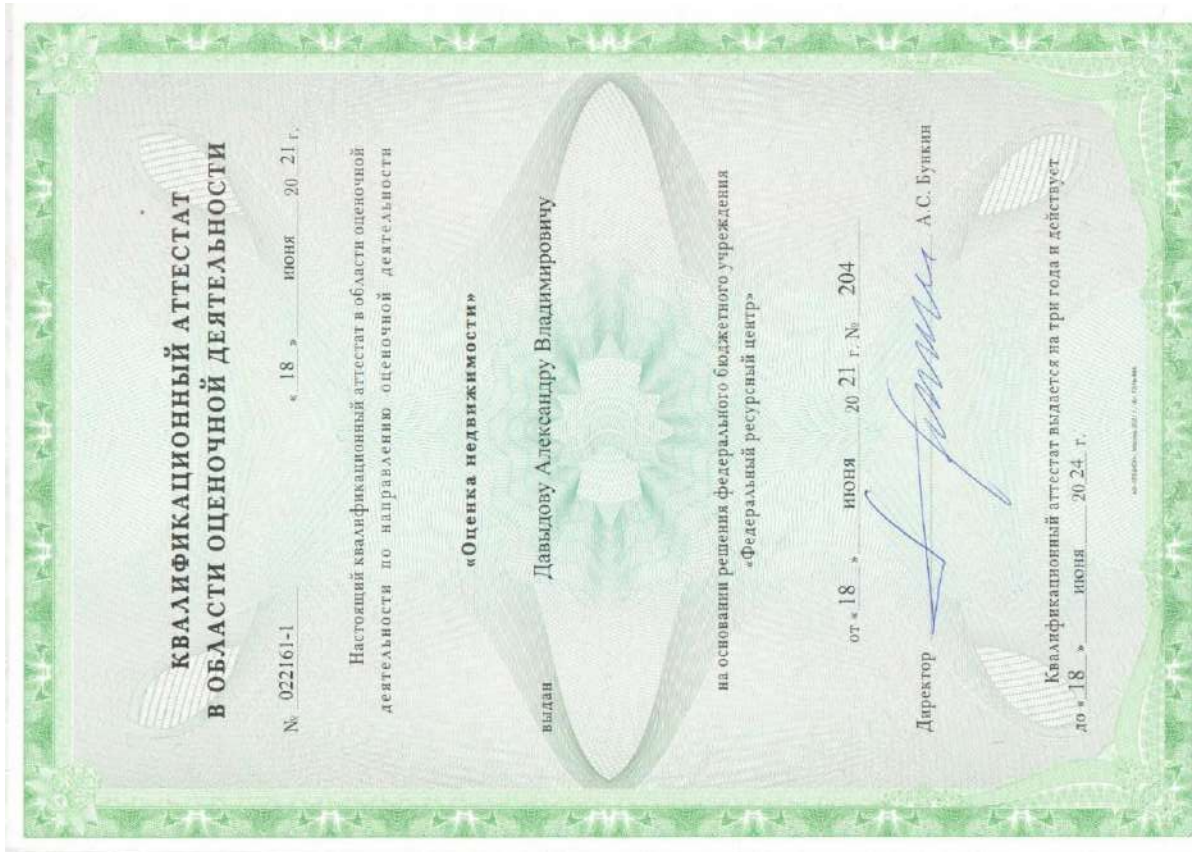 КВАЛИФИКАЦИОННЫЙ АТТЕСТАТ
В ОБЛАСТИ ОЦЕНОЧНОЙ ДЕЯТЕЛЬНОСТИ
№ 022161-1 « 18 » июня 20 21 г.
Настоящий квалификационный аттестат в области оценочной
деятельности по направлению оценочной деятельности
«Оценка недвижимости»
выдан Давыдову Александру Владимировичу
на основании решения федерального бюджетного учреждения
«Федеральный ресурсный центр»
от « 18 » июня 20 21 г. № 204
Директор А.С. Бункин
Квалификационный аттестат выдается на три года и действует
до « 18 » июня 20 24 г.